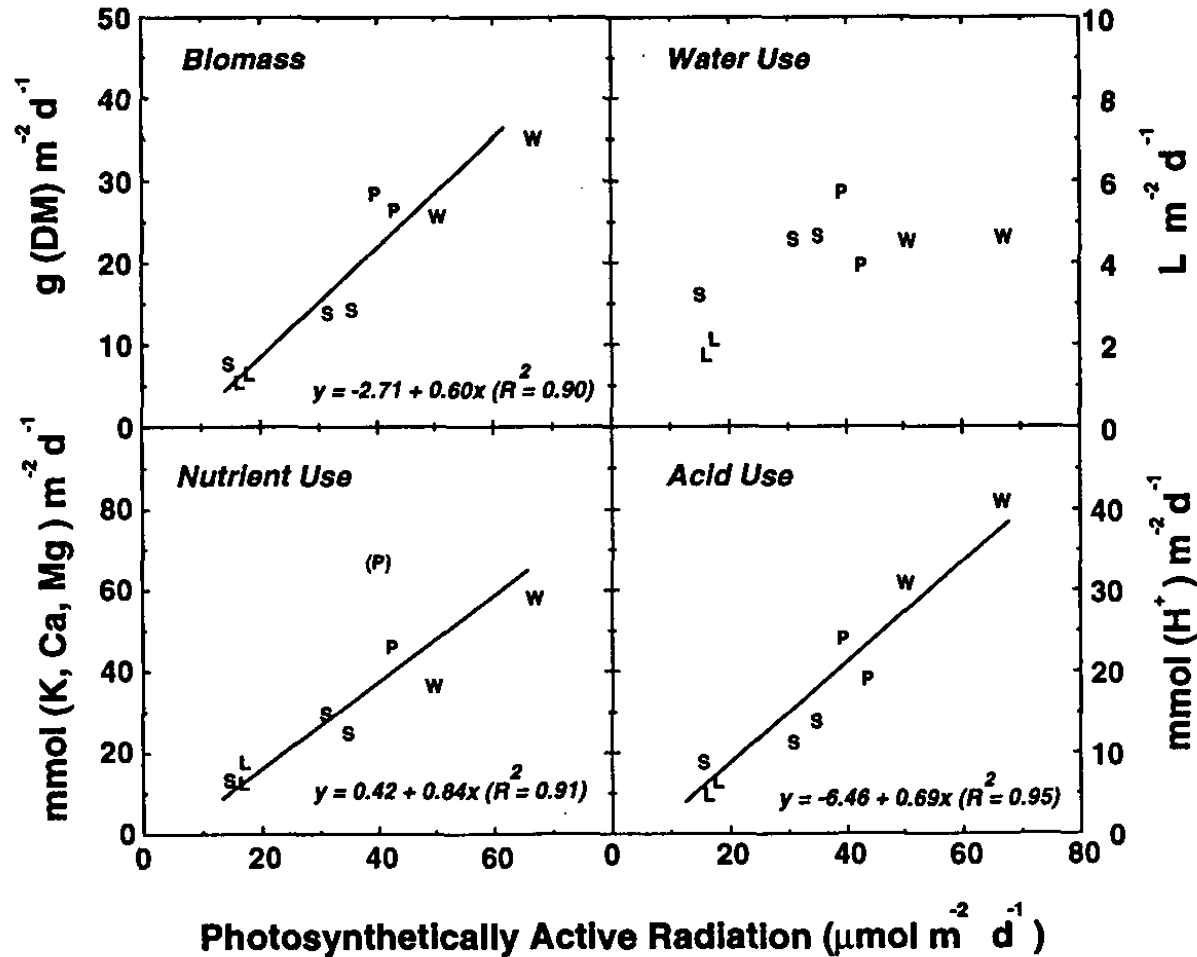 Biomass
Water Use
50
40
30
20
10
0
g (DM) m⁻² d⁻¹
W
P
P
W
S
S
S
L
L
y = -2.71 + 0.60x (R² = 0.90)
10
8
6
4
2
0
L m⁻² d⁻¹
P
S
S
W
W
P
S
L
L
Nutrient Use
Acid Use
80
60
40
20
0
mmol (K, Ca, Mg) m⁻² d⁻¹
(P)
W
P
W
S
S
L
S
L
y = 0.42 + 0.84x (R² = 0.91)
40
30
20
10
0
mmol (H⁺) m⁻² d⁻¹
W
W
P
P
S
S
S
L
L
y = -6.46 + 0.69x (R² = 0.95)
0 20 40 60 0 20 40 60 80
Photosynthetically Active Radiation (μmol m⁻² d⁻¹)